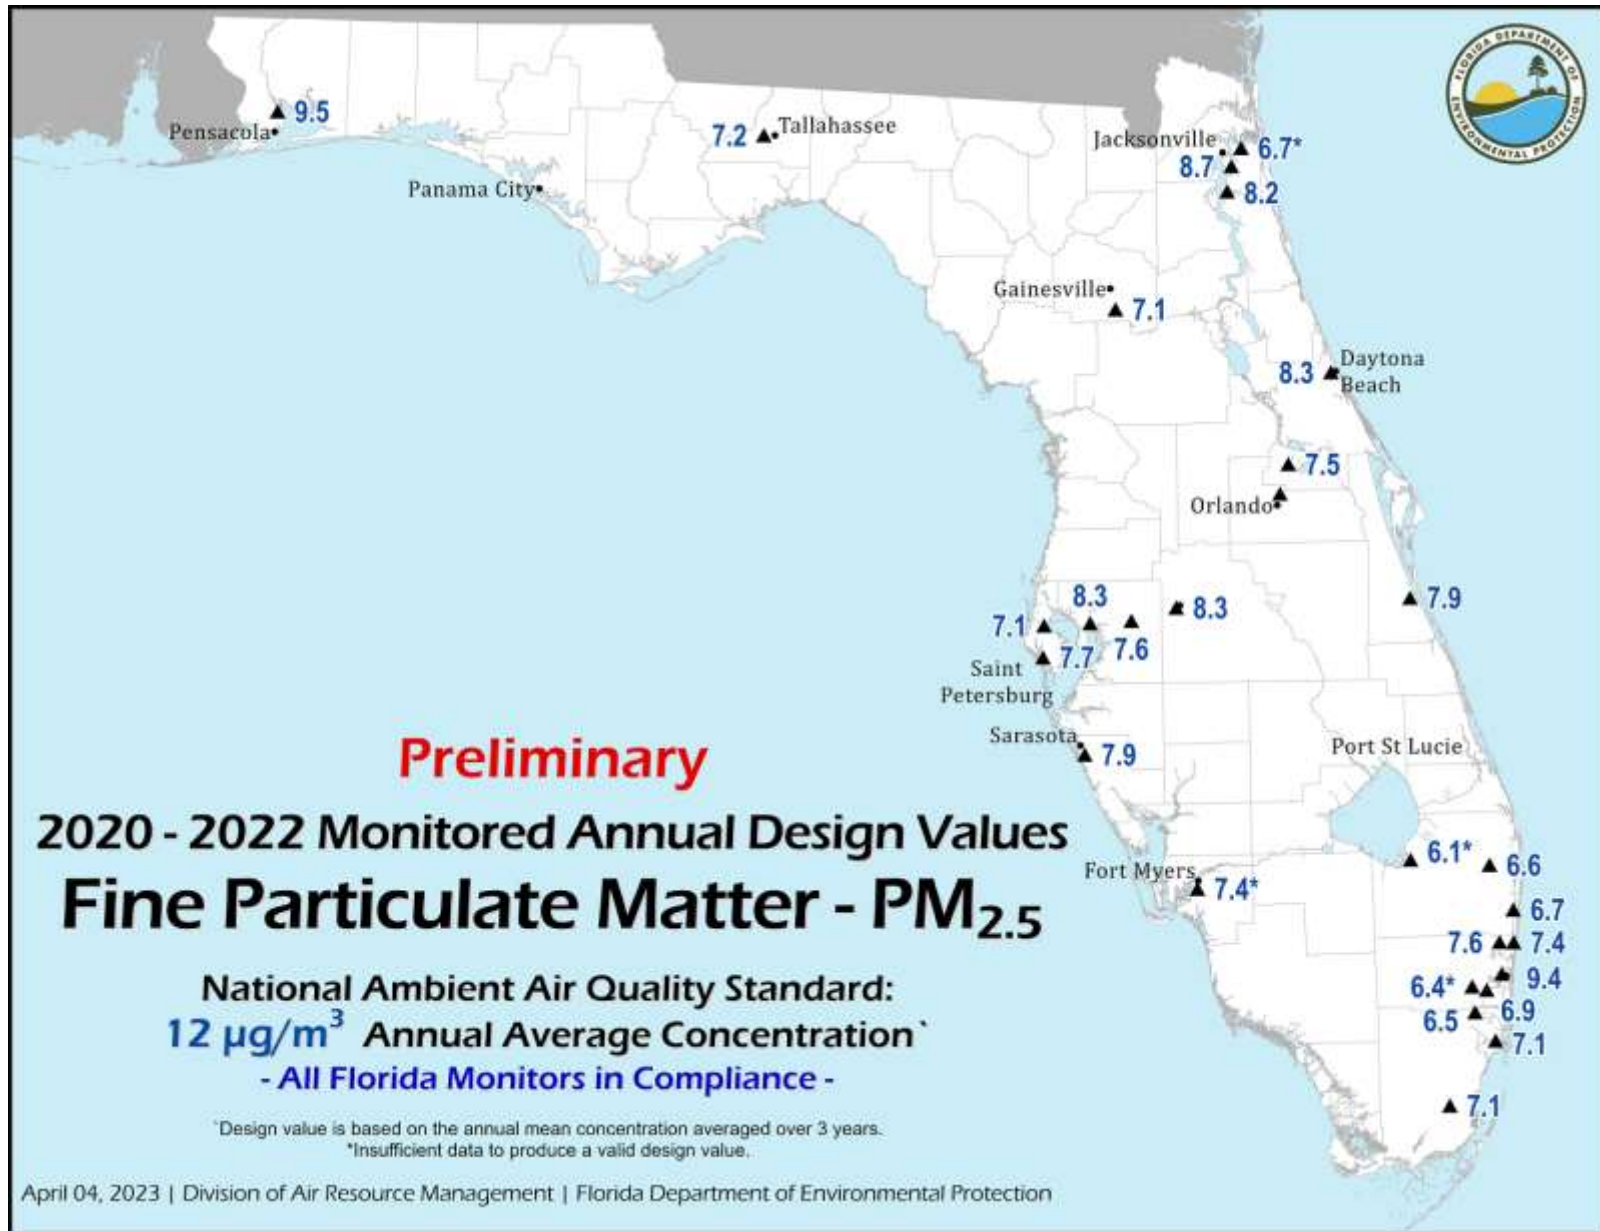 FLORIDA DEPARTMENT OF
ENVIRONMENTAL PROTECTION
9.5
Pensacola
7.2
Tallahassee
Panama City
Jacksonville
6.7*
8.7
8.2
Gainesville
7.1
8.3
Daytona
Beach
7.5
Orlando
7.9
8.3
8.3
7.1
7.6
7.7
Saint
Petersburg
Sarasota
7.9
Port St Lucie
6.1*
6.6
Fort Myers
7.4*
6.7
7.6
7.4
9.4
6.4*
6.9
6.5
7.1
7.1
Preliminary
2020 - 2022 Monitored Annual Design Values
Fine Particulate Matter - PM2.5
National Ambient Air Quality Standard:
12 µg/m³ Annual Average Concentration`
- All Florida Monitors in Compliance -
`Design value is based on the annual mean concentration averaged over 3 years.
*Insufficient data to produce a valid design value.
April 04, 2023 | Division of Air Resource Management | Florida Department of Environmental Protection